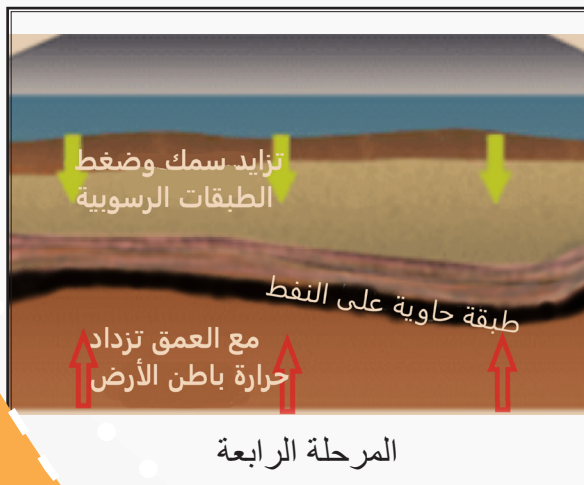 تزايد سمك وضغط
الطبقات الرسوبية
طبقة حاوية على النفط
مع العمق تزداد
حرارة باطن الأرض
المرحلة الرابعة